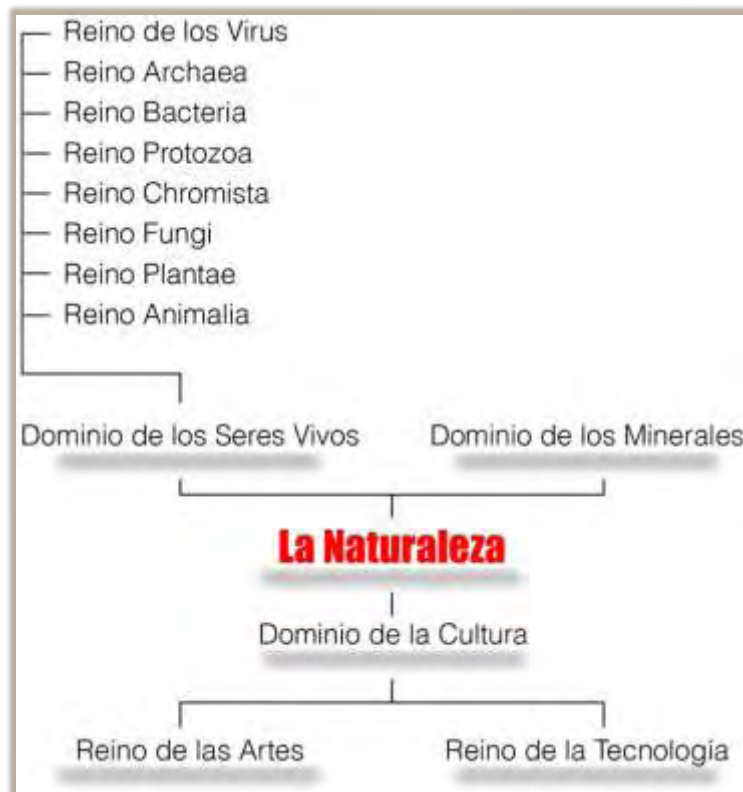 Reino de los Virus
Reino Archaea
Reino Bacteria
Reino Protozoa
Reino Chromista
Reino Fungi
Reino Plantae
Reino Animalia
Dominio de los Seres Vivos
Dominio de los Minerales
La Naturaleza
Dominio de la Cultura
Reino de las Artes
Reino de la Tecnología